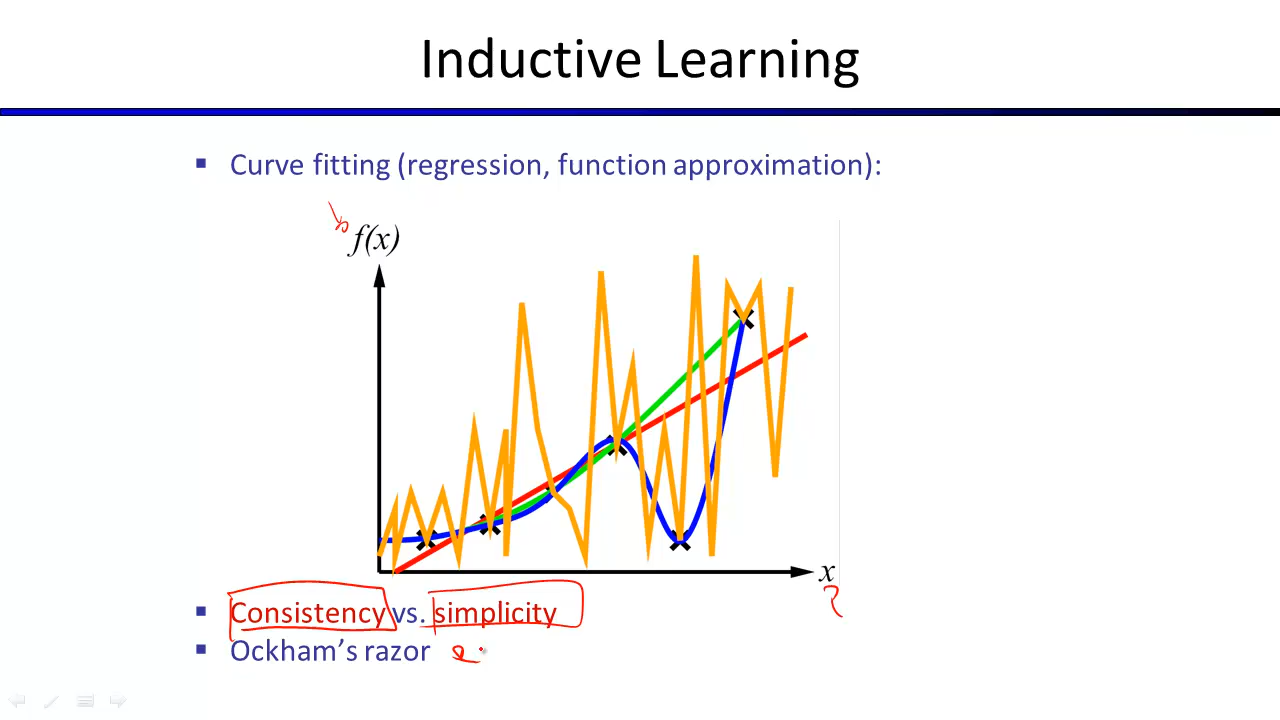 Inductive Learning
▪ Curve fitting (regression, function approximation):
f(x)
x
▪ Consistency vs. simplicity
▪ Ockham’s razor